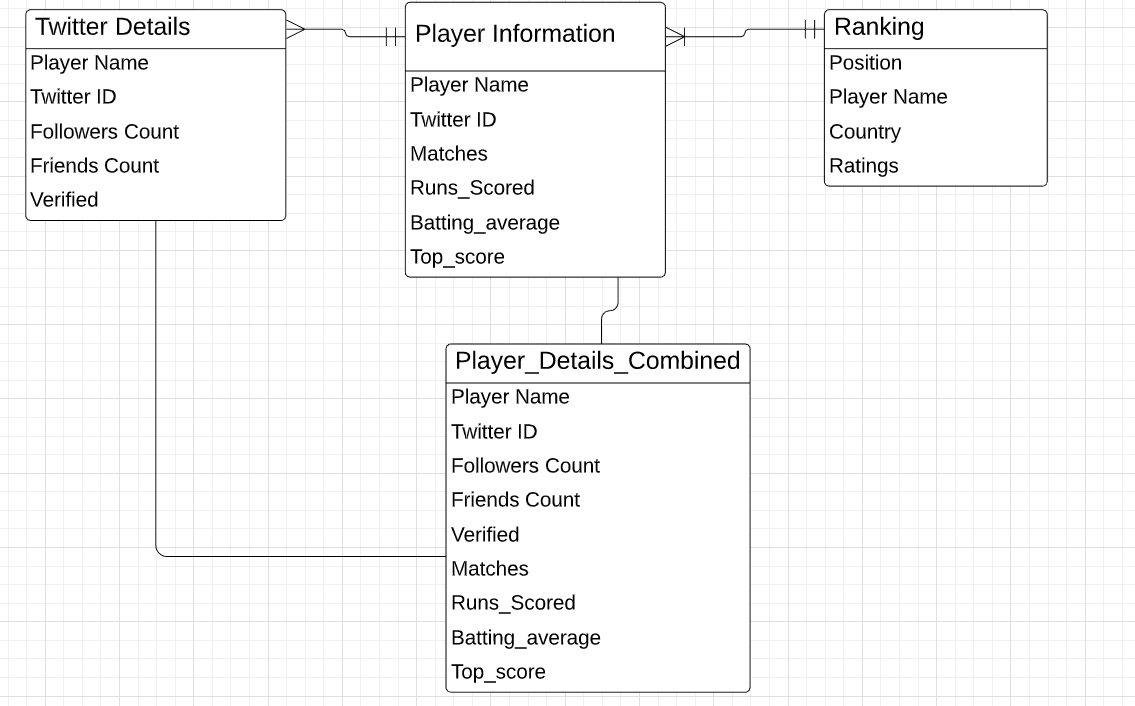 Twitter Details
Player Name
Twitter ID
Followers Count
Friends Count
Verified
Player Information
Player Name
Twitter ID
Matches
Runs_Scored
Batting_average
Top_score
Ranking
Position
Player Name
Country
Ratings
Player_Details_Combined
Player Name
Twitter ID
Followers Count
Friends Count
Verified
Matches
Runs_Scored
Batting_average
Top_score